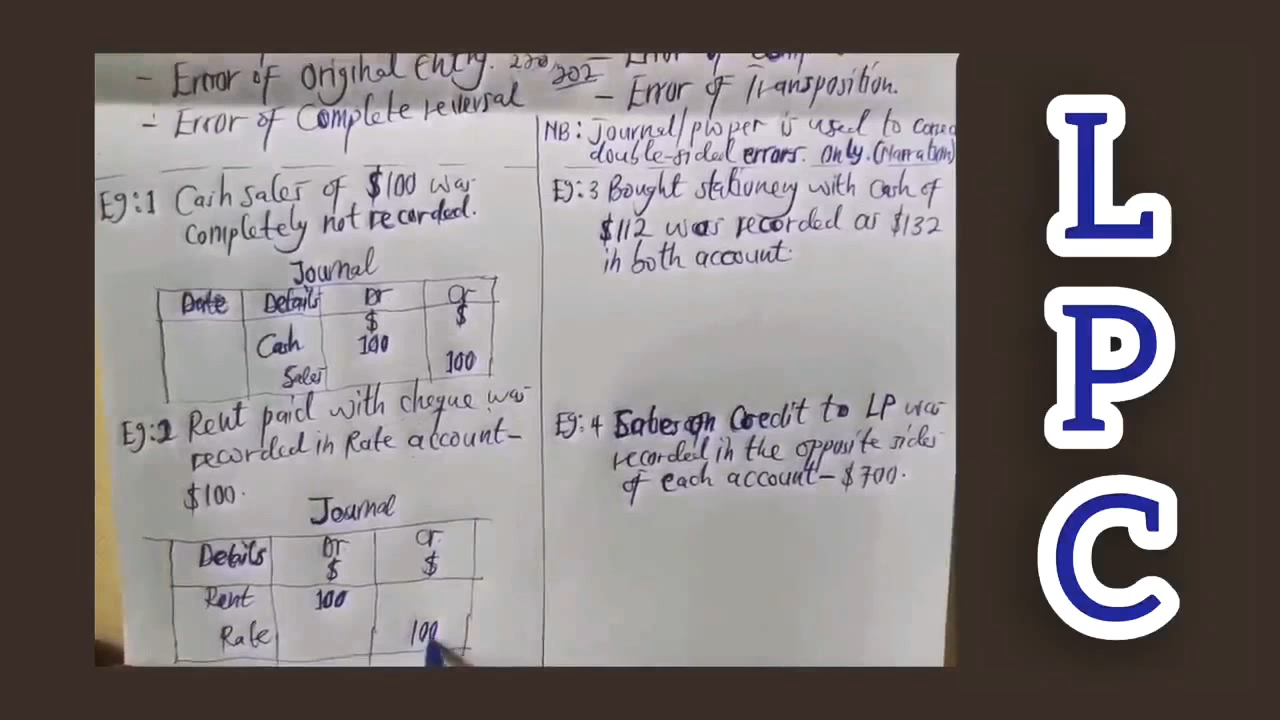 - Error of Original Entry. 220 202
- Error of Complete reversal
Error of
- Error of Transposition.
NB: Journal/proper is used to
double-sided errors. Only. (Narration)
Eg:1 Cash sales of $100 was
completely not recorded.
Journal
Date Details Dr Cr
$ $
Cash 100
Sales 100
Eg:2 Rent paid with cheque was
recorded in Rate account-
$100.
Journal
Details Dr Cr
$ $
Rent 100
Rate 100
Eg:3 Bought stationery with cash of
$112 was recorded as $132
in both account.
Eg:4 Sales on Credit to LP was
recorded in the opposite sides
of each account-$700.
L
P
C